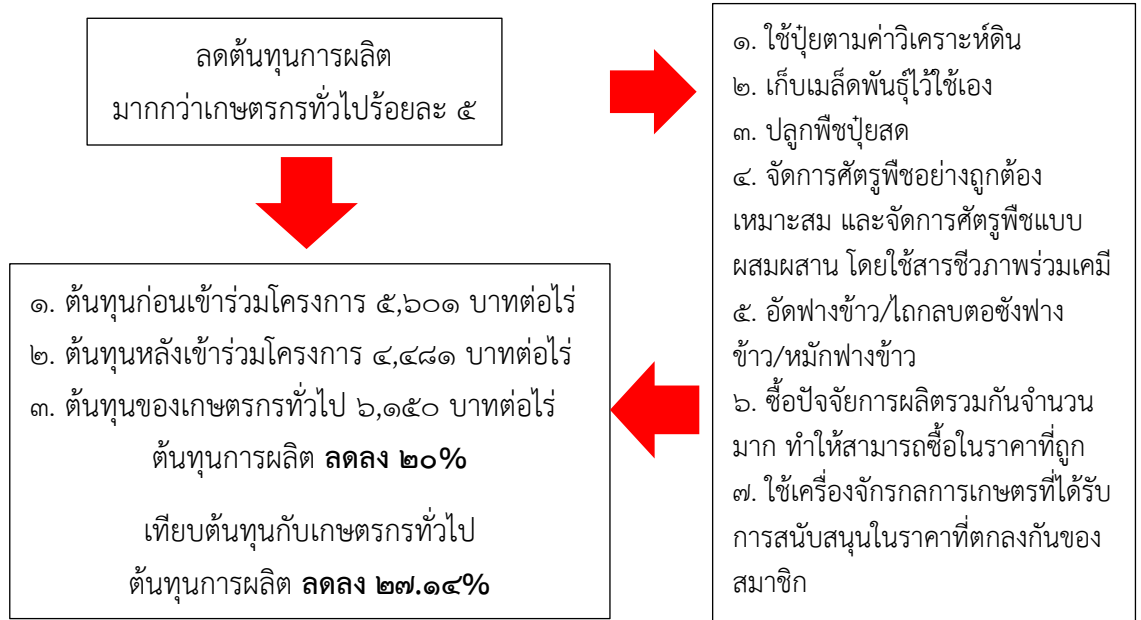 ลดต้นทุนการผลิต
มากกว่าเกษตรกรทั่วไปร้อยละ ๕
๑. ใช้ปุ๋ยตามค่าวิเคราะห์ดิน
๒. เก็บเมล็ดพันธุ์ไว้ใช้เอง
๓. ปลูกพืชปุ๋ยสด
๔. จัดการศัตรูพืชอย่างถูกต้อง
เหมาะสม และจัดการศัตรูพืชแบบ
ผสมผสาน โดยใช้สารชีวภาพร่วมเคมี
๕. อัดฟางข้าว/ไถกลบตอซังฟาง
ข้าว/หมักฟางข้าว
๖. ซื้อปัจจัยการผลิตรวมกันจำนวน
มาก ทำให้สามารถซื้อในราคาที่ถูก
๗. ใช้เครื่องจักรกลการเกษตรที่ได้รับ
การสนับสนุนในราคาที่ตกลงกันของ
สมาชิก
๑. ต้นทุนก่อนเข้าร่วมโครงการ ๕,๖๐๑ บาทต่อไร่
๒. ต้นทุนหลังเข้าร่วมโครงการ ๔,๔๘๑ บาทต่อไร่
๓. ต้นทุนของเกษตรกรทั่วไป ๖,๑๕๐ บาทต่อไร่
ต้นทุนการผลิต ลดลง ๒๐%
เทียบต้นทุนกับเกษตรกรทั่วไป
ต้นทุนการผลิต ลดลง ๒๗.๑๔%